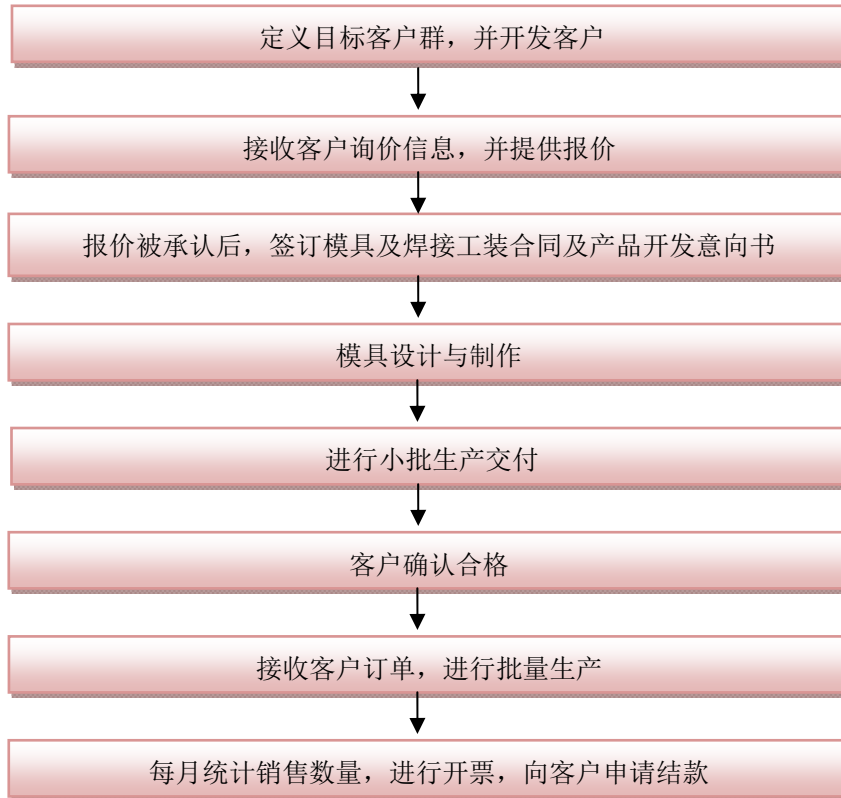 定义目标客户群，并开发客户
接收客户询价信息，并提供报价
报价被承认后，签订模具及焊接工装合同及产品开发意向书
模具设计与制作
进行小批生产交付
客户确认合格
接收客户订单，进行批量生产
每月统计销售数量，进行开票，向客户申请结款